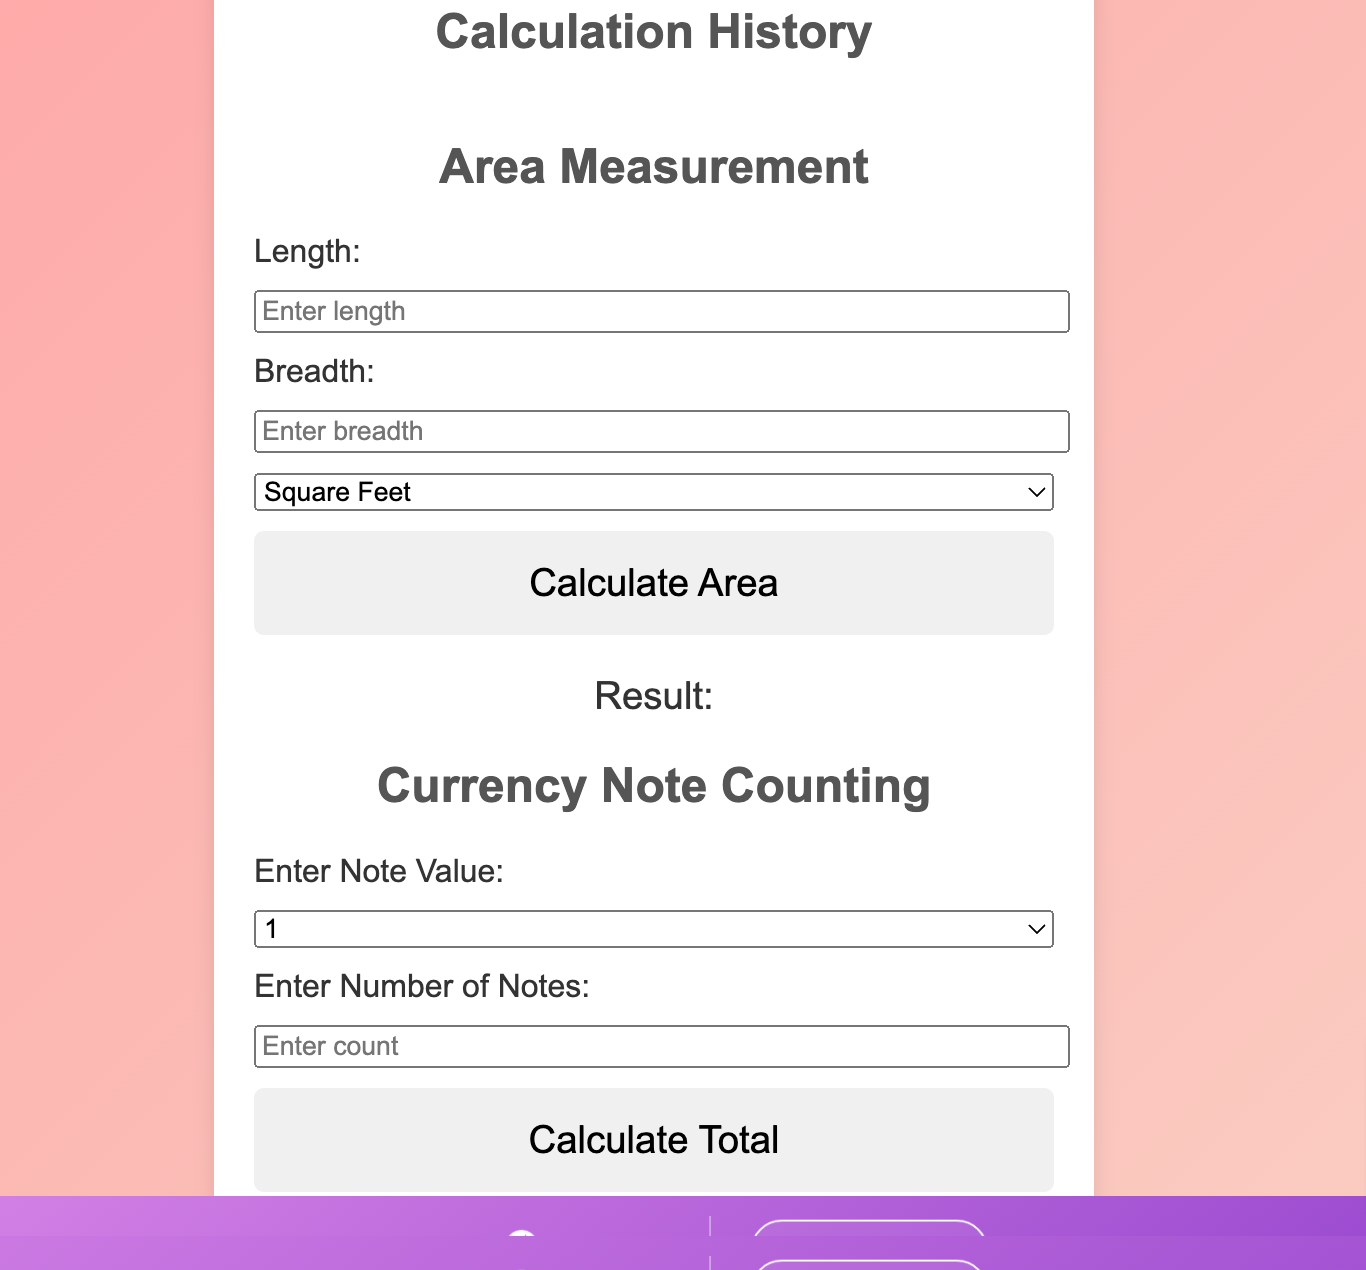 Calculation History
Area Measurement
Length:
Enter length
Breadth:
Enter breadth
Square Feet
Calculate Area
Result:
Currency Note Counting
Enter Note Value:
1
Enter Number of Notes:
Enter count
Calculate Total